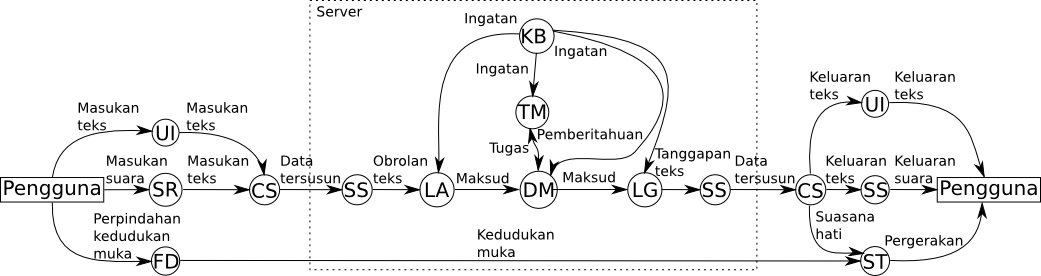 Server
Ingatan
KB
Ingatan
Ingatan
TM
Pemberitahuan
Tugas
Masukan
teks
Masukan
teks
UI
Pengguna
Masukan
suara
SR
Masukan
teks
CS
Data
tersusun
SS
Obrolan
teks
LA
Maksud
DM
Maksud
LG
Tanggapan
teks
SS
Data
tersusun
CS
Keluaran
teks
UI
Keluaran
teks
Keluaran
teks
SS
Keluaran
suara
Pengguna
Suasana
hati
Perpindahan
kedudukan
muka
FD
Kedudukan
muka
ST
Pergerakan